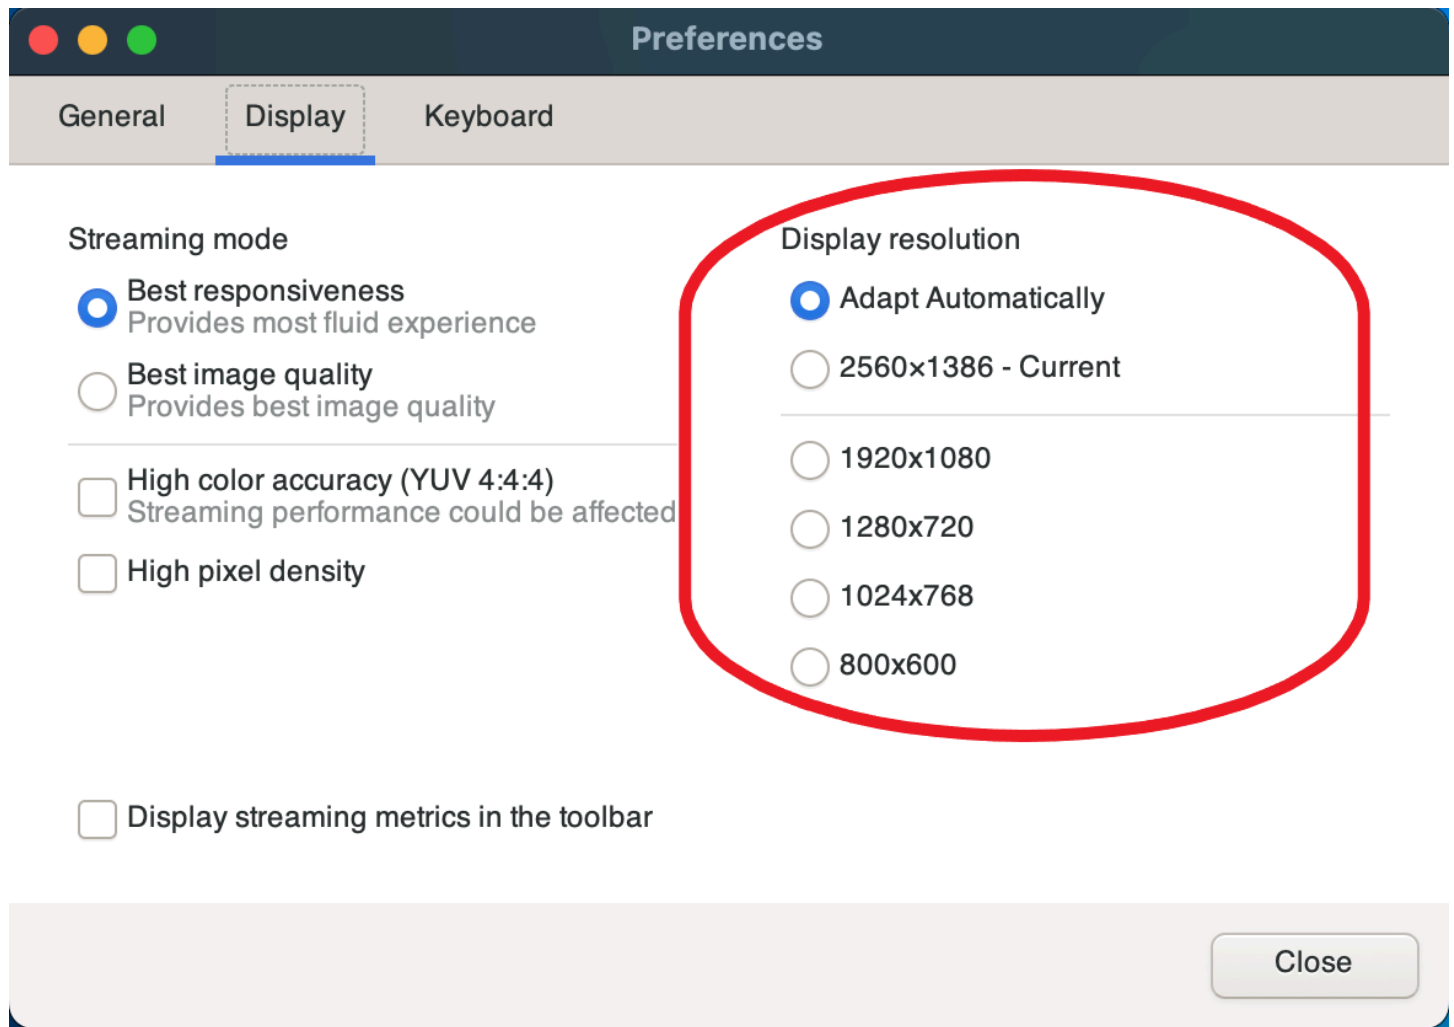 Preferences
General
Display
Keyboard
Streaming mode
Best responsiveness
Provides most fluid experience
Best image quality
Provides best image quality
High color accuracy (YUV 4:4:4)
Streaming performance could be affected
High pixel density
Display resolution
Adapt Automatically
2560×1386 - Current
1920x1080
1280x720
1024x768
800x600
Display streaming metrics in the toolbar
Close